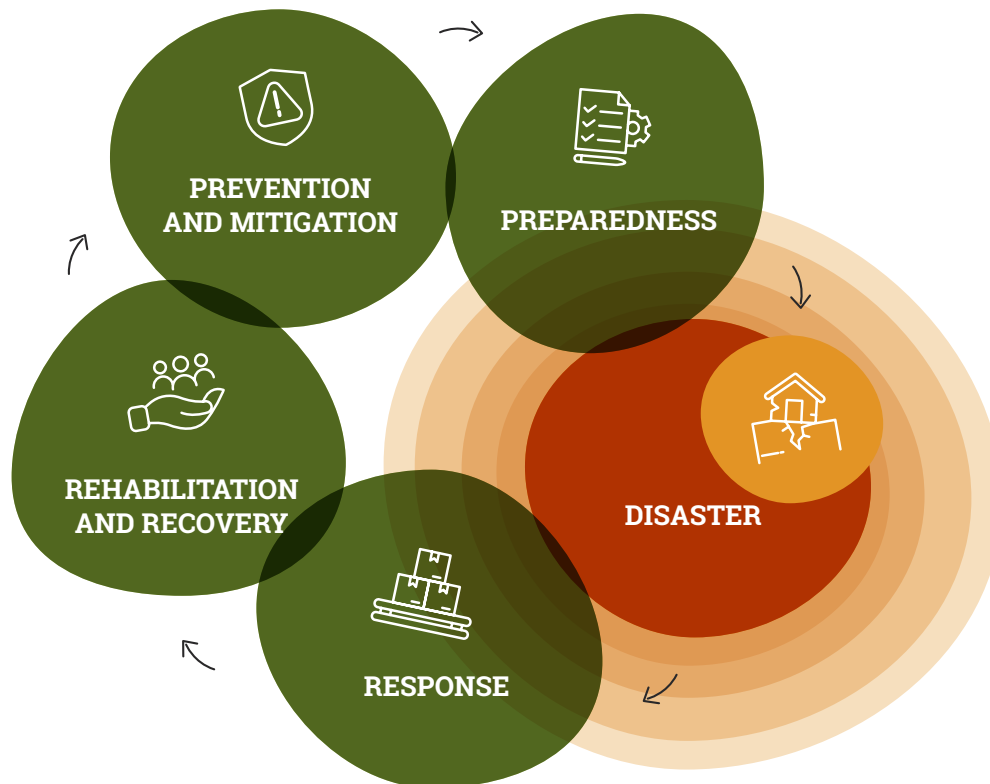 PREVENTION
AND MITIGATION
PREPAREDNESS
DISASTER
RESPONSE
REHABILITATION
AND RECOVERY